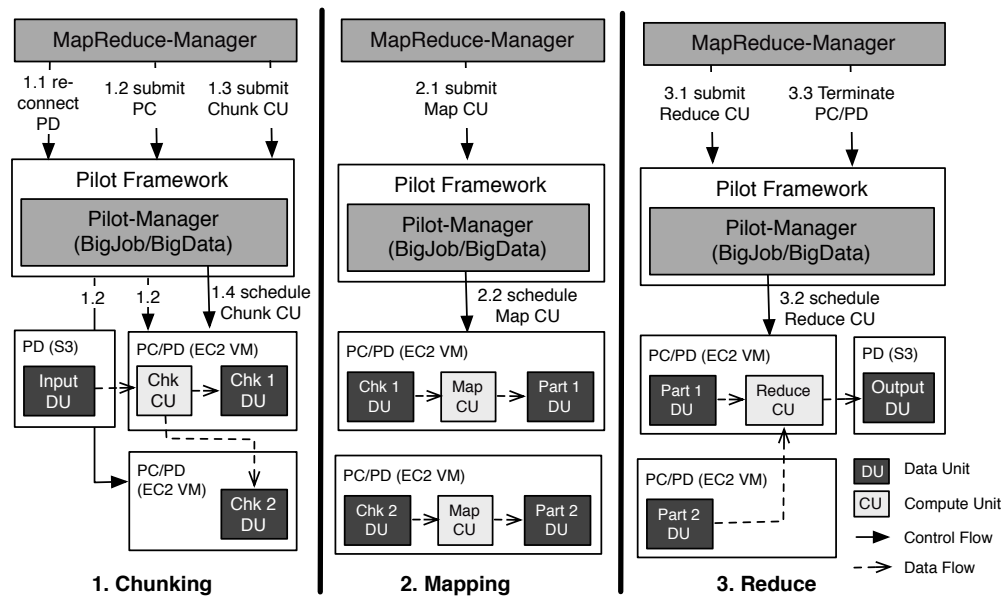 MapReduce-Manager
1.1 re-
connect
PD
1.2 submit
PC
1.3 submit
Chunk CU
Pilot Framework
Pilot-Manager
(BigJob/BigData)
1.2
1.2
1.4 schedule
Chunk CU
PD (S3)
Input
DU
PC/PD (EC2 VM)
Chk
CU
Chk 1
DU
PC/PD
(EC2 VM)
Chk 2
DU
1. Chunking
MapReduce-Manager
2.1 submit
Map CU
Pilot Framework
Pilot-Manager
(BigJob/BigData)
2.2 schedule
Map CU
PC/PD (EC2 VM)
Chk 1
DU
Map
CU
Part 1
DU
PC/PD (EC2 VM)
Chk 2
DU
Map
CU
Part 2
DU
2. Mapping
MapReduce-Manager
3.1 submit
Reduce CU
3.3 Terminate
PC/PD
Pilot Framework
Pilot-Manager
(BigJob/BigData)
3.2 schedule
Reduce CU
PC/PD (EC2 VM)
Part 1
DU
Reduce
CU
PD (S3)
Output
DU
PC/PD (EC2 VM)
Part 2
DU
DU Data Unit
CU Compute Unit
Control Flow
Data Flow
3. Reduce